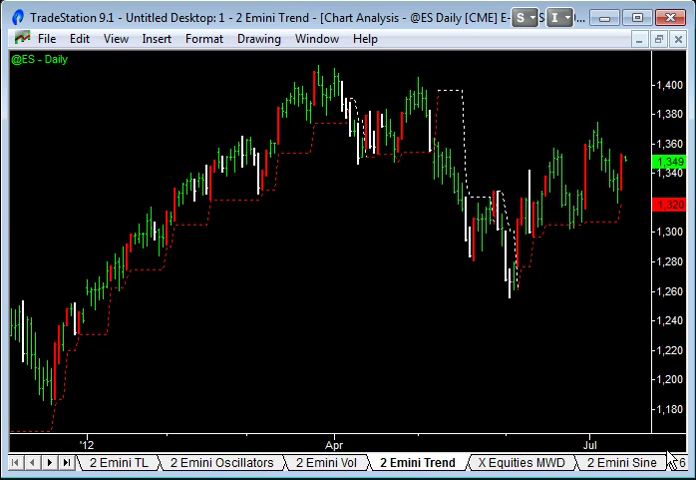 TradeStation 9.1 - Untitled Desktop: 1 - 2 Emini Trend - [Chart Analysis - @ES Daily [CME] E-
S
I
File Edit View Insert Format Drawing Window Help
@ES - Daily
1,400
1,380
1,360
1,349
1,340
1,320
1,300
1,280
1,260
1,240
1,220
1,200
1,180
'12 Apr Jul
2 Emini TL 2 Emini Oscillators 2 Emini Vol 2 Emini Trend X Equities MWD 2 Emini Sine 6